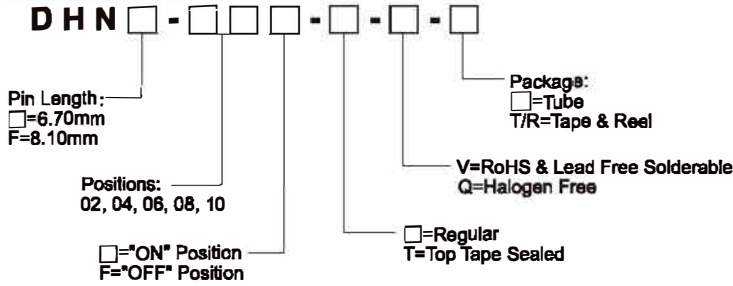 DHN□-□□□-□-□-□
Package:
□=Tube
T/R=Tape & Reel
Pin Length:
□=6.70mm
F=8.10mm
V=RoHS & Lead Free Solderable
Q=Halogen Free
Positions:
02, 04, 06, 08, 10
□=Regular
T=Top Tape Sealed
□="ON" Position
F="OFF" Position